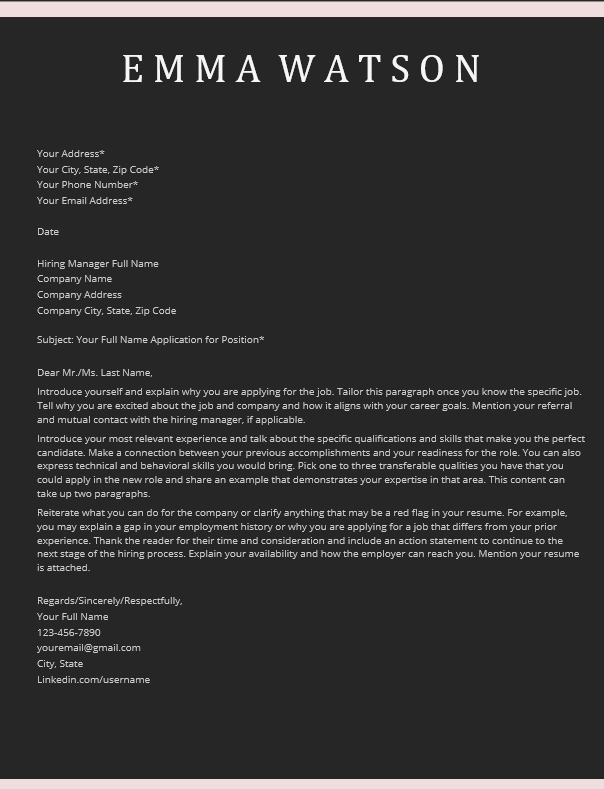 EMMA WATSON
Your Address*
Your City, State, Zip Code*
Your Phone Number*
Your Email Address*
Date
Hiring Manager Full Name
Company Name
Company Address
Company City, State, Zip Code
Subject: Your Full Name Application for Position*
Dear Mr./Ms. Last Name,
Introduce yourself and explain why you are applying for the job. Tailor this paragraph once you know the specific job.
Tell why you are excited about the job and company and how it aligns with your career goals. Mention your referral
and mutual contact with the hiring manager, if applicable.
Introduce your most relevant experience and talk about the specific qualifications and skills that make you the perfect
candidate. Make a connection between your previous accomplishments and your readiness for the role. You can also
express technical and behavioral skills you would bring. Pick one to three transferable qualities you have that you
could apply in the new role and share an example that demonstrates your expertise in that area. This content can
take up two paragraphs.
Reiterate what you can do for the company or clarify anything that may be a red flag in your resume. For example,
you may explain a gap in your employment history or why you are applying for a job that differs from your prior
experience. Thank the reader for their time and consideration and include an action statement to continue to the
next stage of the hiring process. Explain your availability and how the employer can reach you. Mention your resume
is attached.
Regards/Sincerely/Respectfully,
Your Full Name
123-456-7890
youremail@gmail.com
City, State
Linkedin.com/username